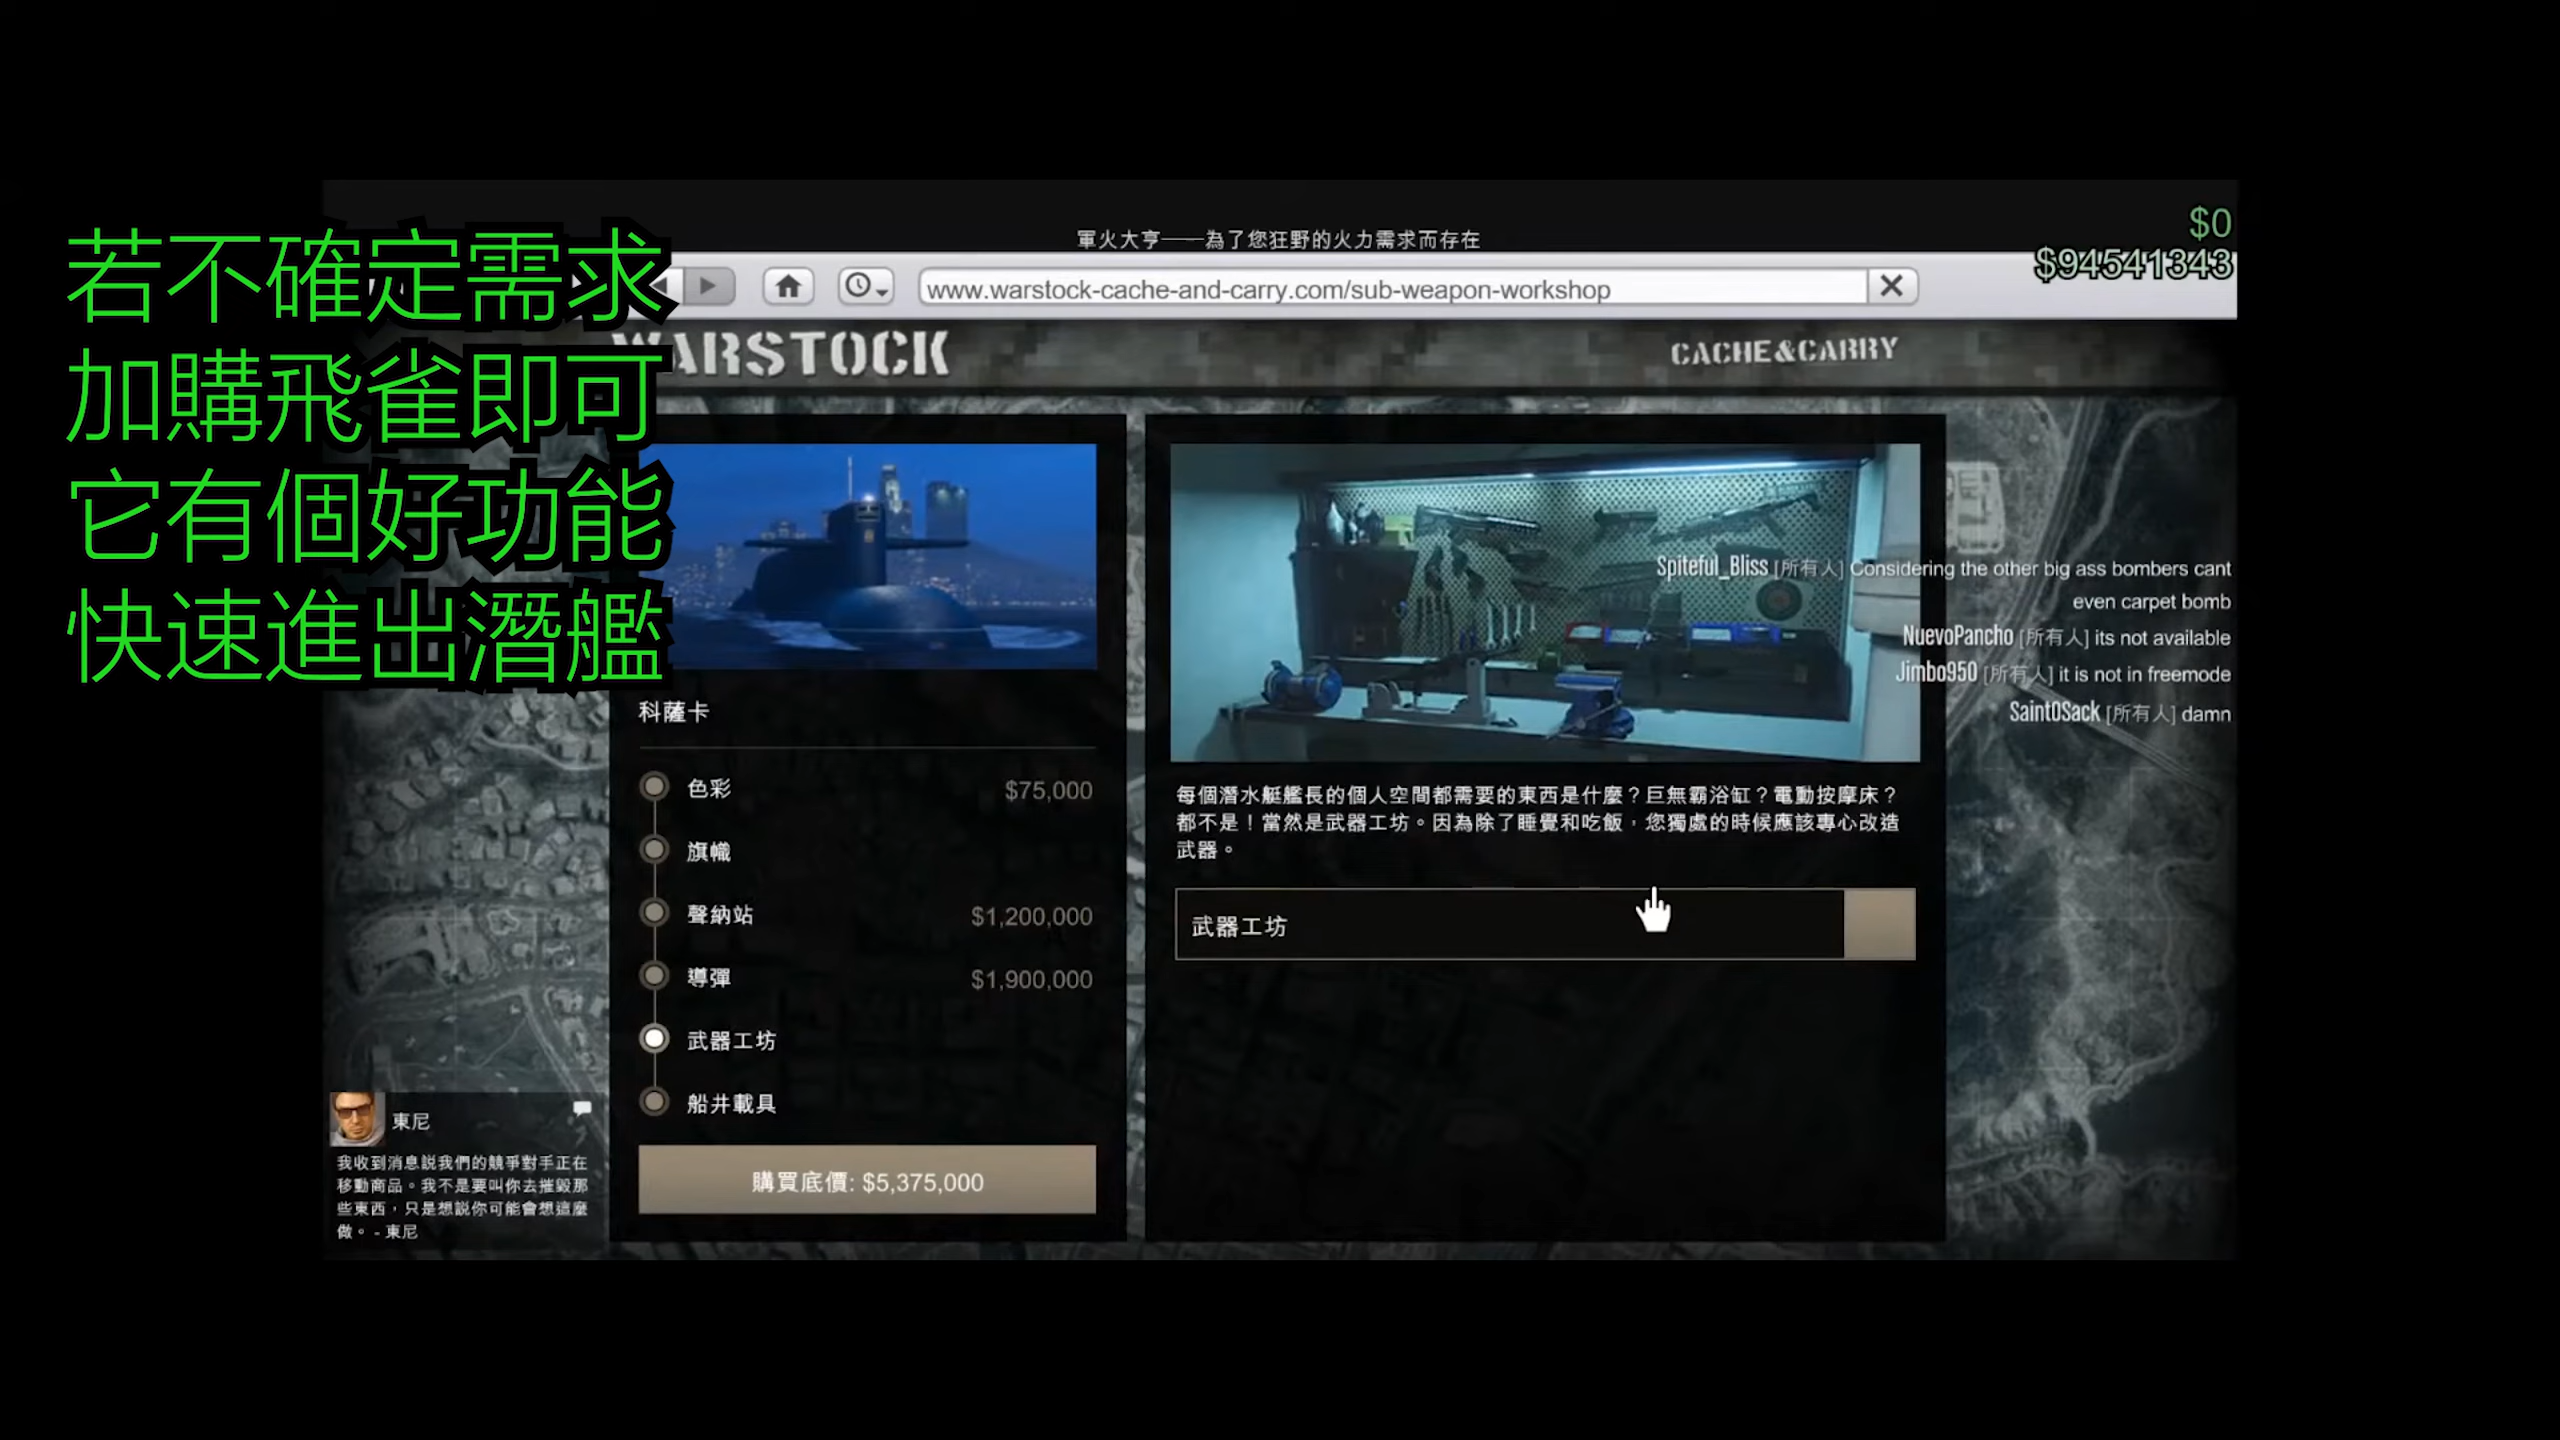 若不確定需求
加購飛雀即可
它有個好功能
快速進出潛艦
軍火大亨——為了您狂野的火力需求而存在
$0
$94541343
www.warstock-cache-and-carry.com/sub-weapon-workshop
WARSTOCK
CACHE&CARRY
科薩卡
色彩 $75,000
旗幟
聲納站 $1,200,000
導彈 $1,900,000
武器工坊
船井載具
購買底價: $5,375,000
每個潛水艇艦長的個人空間都需要的東西是什麼？巨無霸浴缸？電動按摩床？
都不是！當然是武器工坊。因為除了睡覺和吃飯，您獨處的時候應該專心改造
武器。
武器工坊
Spiteful_Bliss [所有人] Considering the other big ass bombers cant
even carpet bomb
NuevoPancho [所有人] its not available
Jimbo950 [所有人] it is not in freemode
SaintOSack [所有人] damn
東尼
我收到消息說我們的競爭對手正在
移動商品。我不是要叫你去摧毀那
些東西，只是想說你可能會想這麼
做。- 東尼